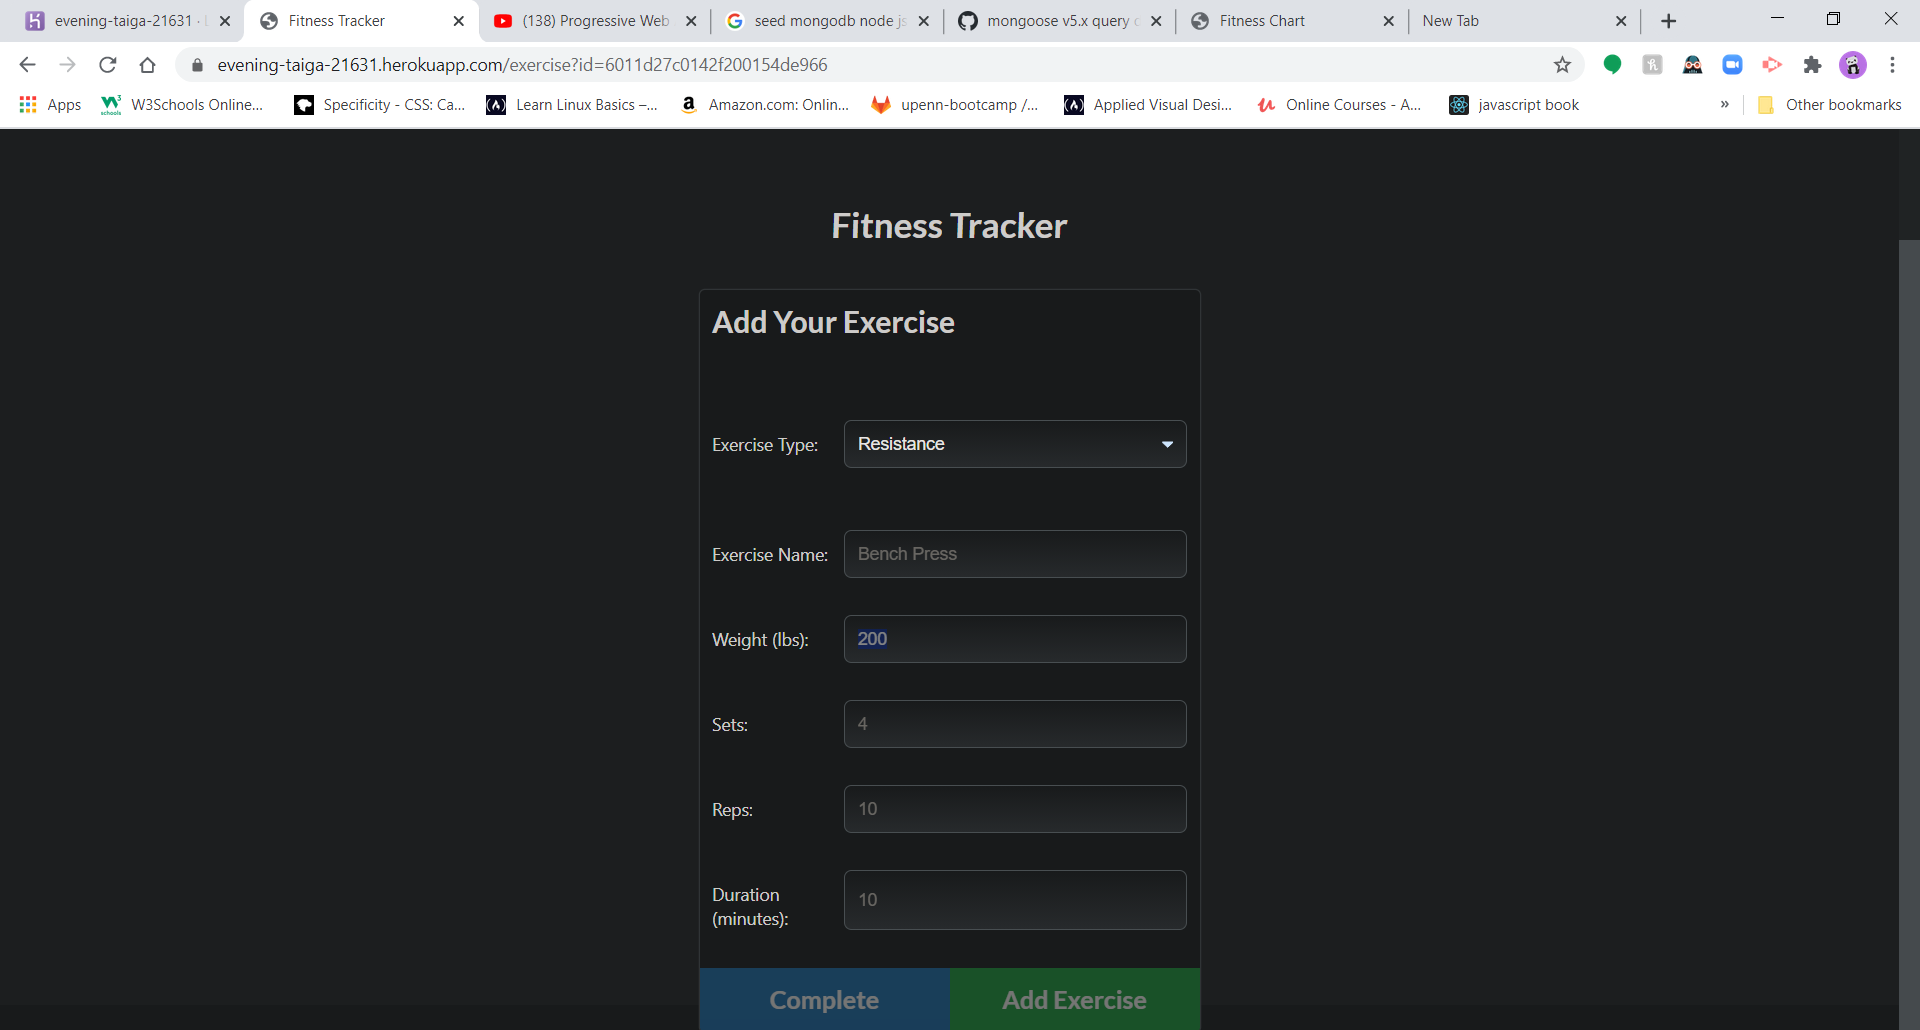 evening-taiga-21631 ·
Fitness Tracker
(138) Progressive Web
seed mongodb node js
mongoose v5.x query
Fitness Chart
New Tab
evening-taiga-21631.herokuapp.com/exercise?id=6011d27c0142f200154de966
Apps
W3Schools Online...
Specificity - CSS: Ca...
Learn Linux Basics –...
Amazon.com: Onlin...
upenn-bootcamp /...
Applied Visual Desi...
Online Courses - A...
javascript book
»
Other bookmarks
Fitness Tracker
Add Your Exercise
Exercise Type:
Resistance
Exercise Name:
Bench Press
Weight (lbs):
200
Sets:
4
Reps:
10
Duration
(minutes):
10
Complete
Add Exercise